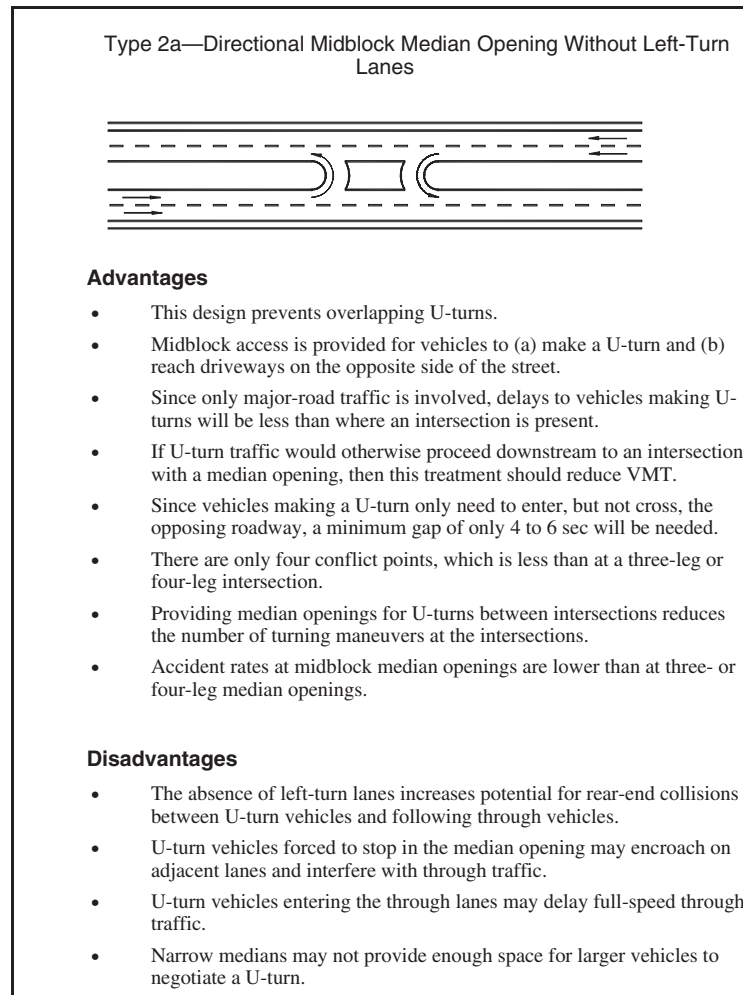 Type 2a—Directional Midblock Median Opening Without Left-Turn
Lanes
Advantages
• This design prevents overlapping U-turns.
• Midblock access is provided for vehicles to (a) make a U-turn and (b)
reach driveways on the opposite side of the street.
• Since only major-road traffic is involved, delays to vehicles making U-
turns will be less than where an intersection is present.
• If U-turn traffic would otherwise proceed downstream to an intersection
with a median opening, then this treatment should reduce VMT.
• Since vehicles making a U-turn only need to enter, but not cross, the
opposing roadway, a minimum gap of only 4 to 6 sec will be needed.
• There are only four conflict points, which is less than at a three-leg or
four-leg intersection.
• Providing median openings for U-turns between intersections reduces
the number of turning maneuvers at the intersections.
• Accident rates at midblock median openings are lower than at three- or
four-leg median openings.
Disadvantages
• The absence of left-turn lanes increases potential for rear-end collisions
between U-turn vehicles and following through vehicles.
• U-turn vehicles forced to stop in the median opening may encroach on
adjacent lanes and interfere with through traffic.
• U-turn vehicles entering the through lanes may delay full-speed through
traffic.
• Narrow medians may not provide enough space for larger vehicles to
negotiate a U-turn.